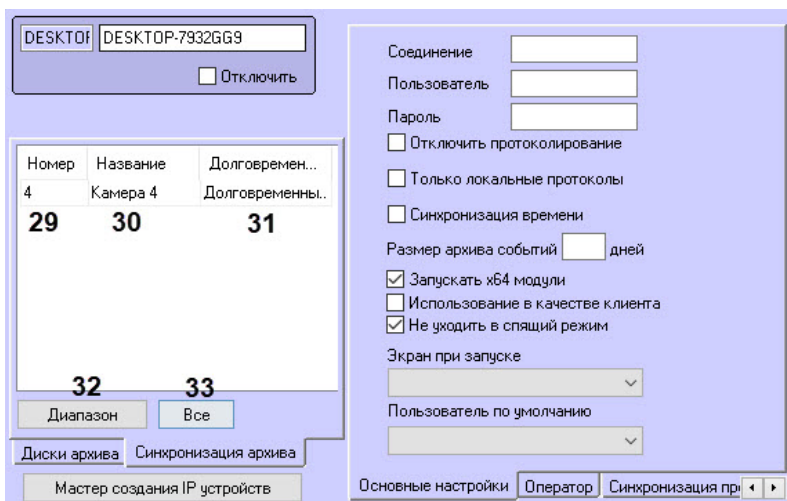 DESKTOF DESKTOP-7932GG9
Отключить
Номер Название Долговремен...
4 Камера 4 Долговременны..
29 30 31
32 33
Диапазон Все
Диски архива Синхронизация архива
Мастер создания IP устройств
Соединение
Пользователь
Пароль
Отключить протоколирование
Только локальные протоколы
Синхронизация времени
Размер архива событий дней
Запускать x64 модули
Использование в качестве клиента
Не уходить в спящий режим
Экран при запуске
Пользователь по умолчанию
Основные настройки Оператор Синхронизация пр